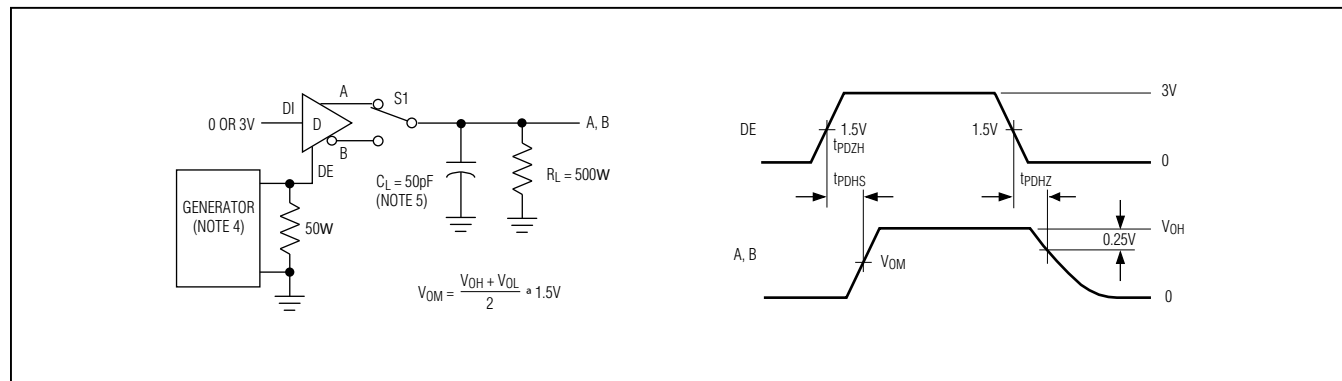 DI
A
S1
0 OR 3V
D
A, B
B
DE
C_L = 50pF
(NOTE 5)
R_L = 500W
GENERATOR
(NOTE 4)
50W
V_OM = (V_OH + V_OL) / 2 ª 1.5V
3V
DE
1.5V
1.5V
t_PDZH
0
t_PDHS
t_PDHZ
V_OH
0.25V
A, B
V_OM
0